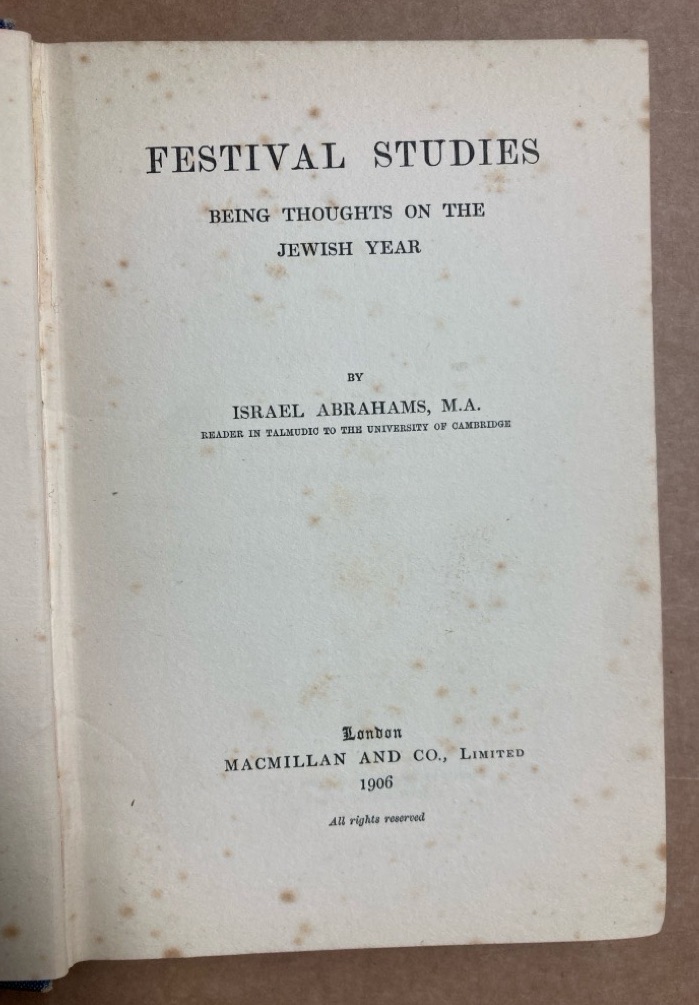 FESTIVAL STUDIES
BEING THOUGHTS ON THE
JEWISH YEAR
BY
ISRAEL ABRAHAMS, M.A.
READER IN TALMUDIC TO THE UNIVERSITY OF CAMBRIDGE
London
MACMILLAN AND CO., LIMITED
1906
All rights reserved